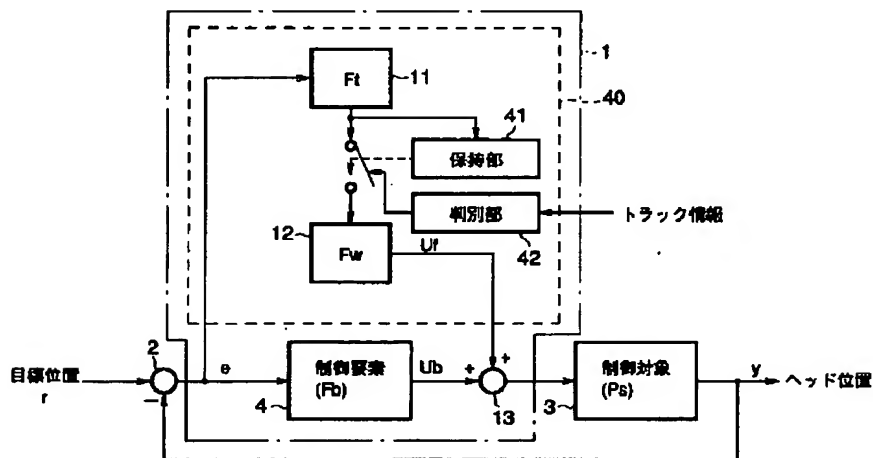 1
40
Ft
11
41
保持部
判別部
トラック情報
42
12
Fw
Uf
目標位置
r
2
−
e
制御要素
(Fb)
4
Ub
+
+
13
制御対象
(Ps)
3
y
ヘッド位置